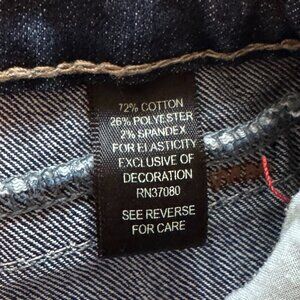 72% COTTON
26% POLYESTER
2% SPANDEX
FOR ELASTICITY
EXCLUSIVE OF
DECORATION
RN37080
SEE REVERSE
FOR CARE